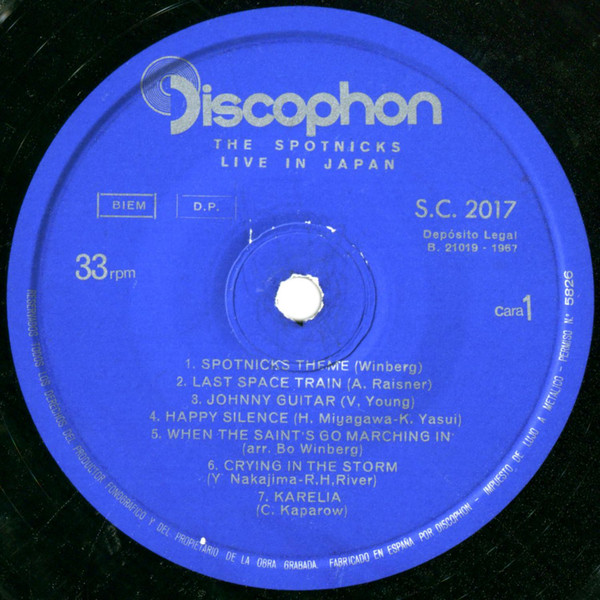 Discophon
THE SPOTNICKS
LIVE IN JAPAN
BIEM
D.P.
S.C. 2017
Depósito Legal
B. 21019 - 1967
33 rpm
cara 1
1. SPOTNICKS THEME (Winberg)
2. LAST SPACE TRAIN (A. Raisner)
3. JOHNNY GUITAR (V. Young)
4. HAPPY SILENCE (H. Miyagawa-K. Yasui)
5. WHEN THE SAINT'S GO MARCHING IN
(arr. Bo Winberg)
6. CRYING IN THE STORM
(Y Nakajima-R.H,River)
7. KARELIA
(C. Kaparow)
RESERVADOS TODOS LOS DERECHOS DEL PRODUCTOR FONOGRÁFICO Y DEL PROPIETARIO DE LA OBRA GRABADA. FABRICADO EN ESPAÑA POR DISCOPHON - IMPUESTO DE LUJO A METÁLICO - PERMISO N.º 5826